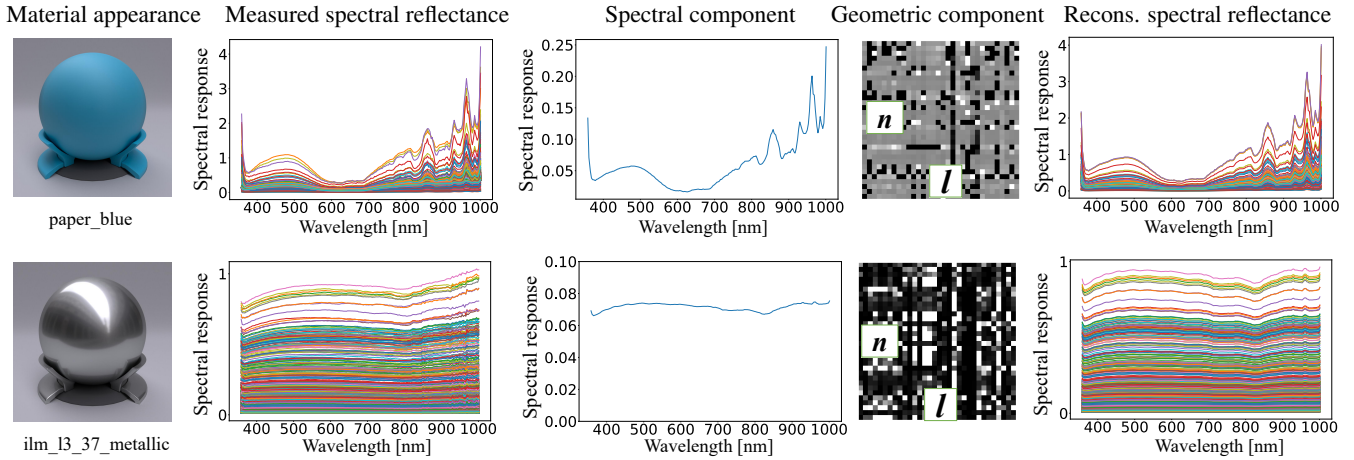 Material appearance
Measured spectral reflectance
Spectral component
Geometric component
Recons. spectral reflectance
paper_blue
Spectral response
4
3
2
1
0
400 500 600 700 800 900 1000
Wavelength [nm]
Spectral response
0.25
0.20
0.15
0.10
0.05
400 500 600 700 800 900 1000
Wavelength [nm]
n
l
Spectral response
4
3
2
1
0
400 500 600 700 800 900 1000
Wavelength [nm]
ilm_l3_37_metallic
Spectral response
1
0
400 500 600 700 800 900 1000
Wavelength [nm]
Spectral response
0.10
0.08
0.06
0.04
0.02
0.00
400 500 600 700 800 900 1000
Wavelength [nm]
n
l
Spectral response
1
0
400 500 600 700 800 900 1000
Wavelength [nm]